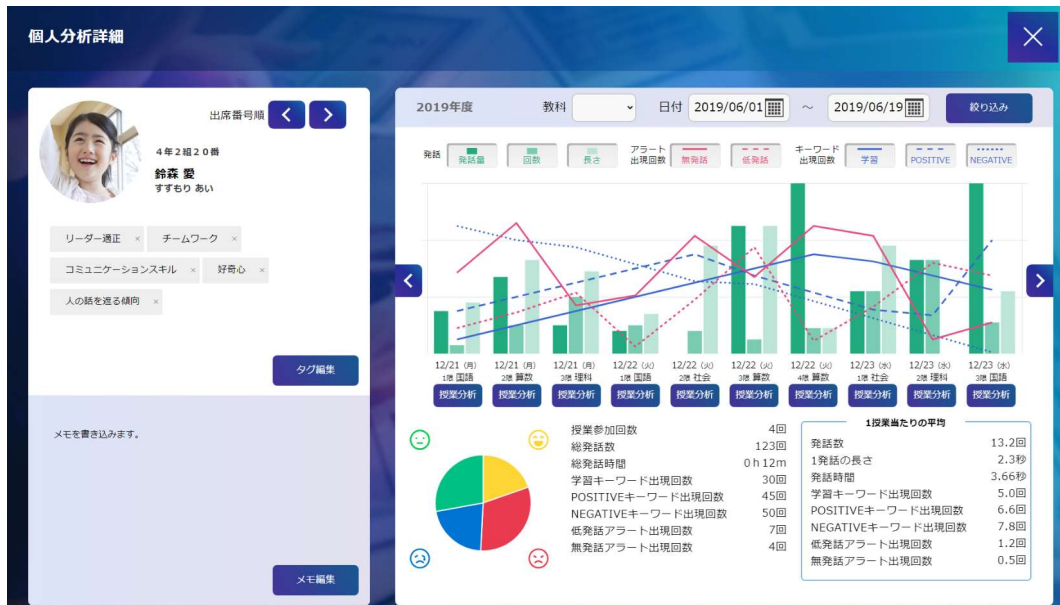 個人分析詳細
出席番号順
4年2組20番
鈴森 愛
すずもり あい
リーダー適正 ×
チームワーク ×
コミュニケーションスキル ×
好奇心 ×
人の話を遮る傾向 ×
タグ編集
メモを書き込みます。
メモ編集
2019年度 教科 日付 2019/06/01 ～ 2019/06/19 絞り込み
発話 発話量 回数 長さ アラート出現回数 無発話 低発話 キーワード出現回数 学習 POSITIVE NEGATIVE
12/21 (月) 12/21 (月) 12/21 (月) 12/22 (火) 12/22 (火) 12/22 (火) 12/22 (火) 12/23 (水) 12/23 (水) 12/23 (水)
1限 国語 2限 算数 3限 理科 1限 国語 2限 社会 3限 算数 4限 算数 1限 社会 2限 理科 3限 国語
授業分析 授業分析 授業分析 授業分析 授業分析 授業分析 授業分析 授業分析 授業分析 授業分析
授業参加回数 4回
総発話数 123回
総発話時間 0h12m
学習キーワード出現回数 30回
POSITIVEキーワード出現回数 45回
NEGATIVEキーワード出現回数 50回
低発話アラート出現回数 7回
無発話アラート出現回数 4回
1授業当たりの平均
発話数 13.2回
1発話の長さ 2.3秒
発話時間 3.66秒
学習キーワード出現回数 5.0回
POSITIVEキーワード出現回数 6.6回
NEGATIVEキーワード出現回数 7.8回
低発話アラート出現回数 1.2回
無発話アラート出現回数 0.5回